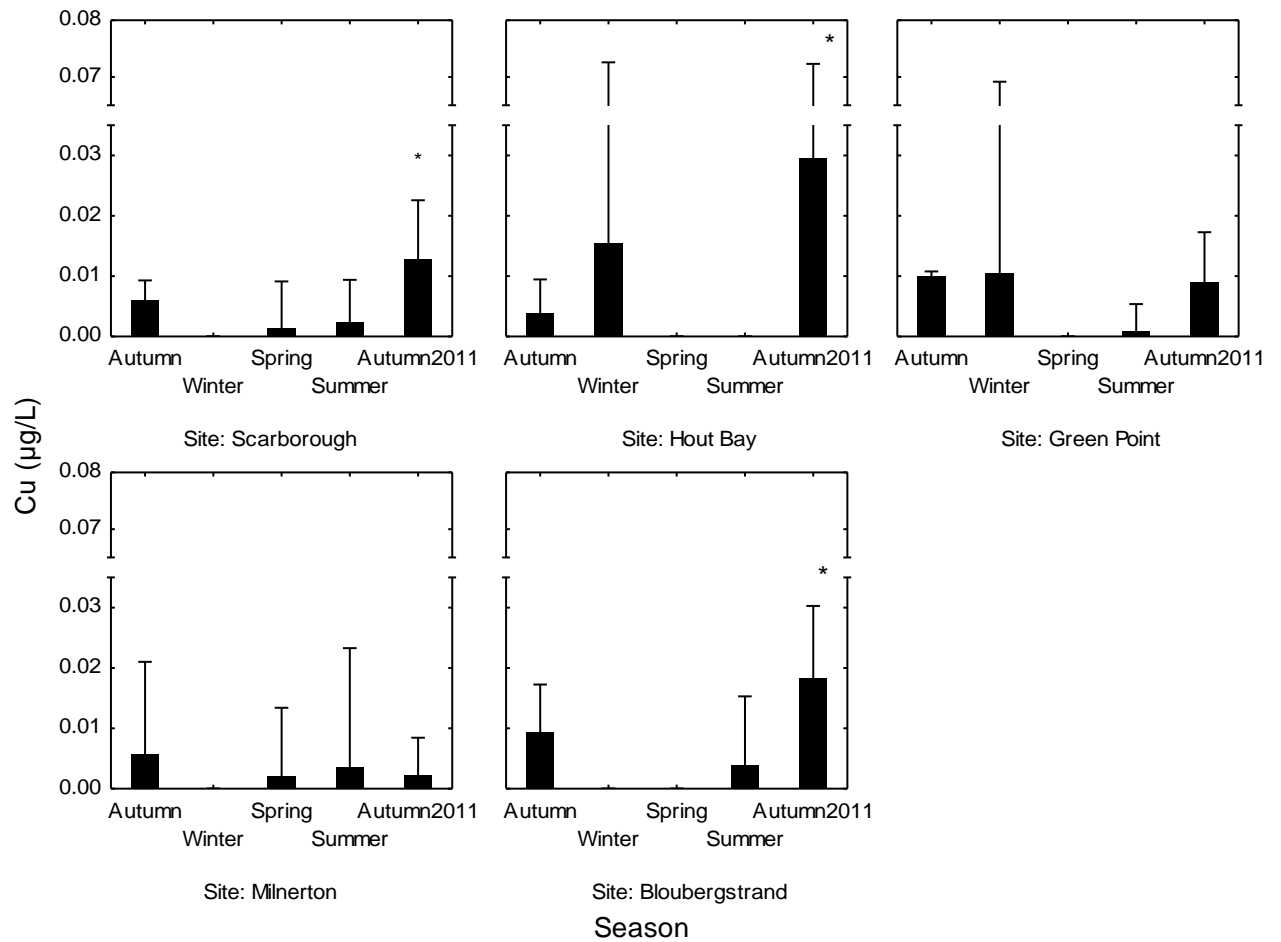 0.08
0.07
0.03
0.02
0.01
0.00
*
*
Autumn Spring Autumn2011
Winter Summer
Autumn Spring Autumn2011
Winter Summer
Autumn Spring Autumn2011
Winter Summer
Site: Scarborough
Site: Hout Bay
Site: Green Point
Cu (µg/L)
0.08
0.07
0.03
0.02
0.01
0.00
*
Autumn Spring Autumn2011
Winter Summer
Autumn Spring Autumn2011
Winter Summer
Site: Milnerton
Site: Bloubergstrand
Season